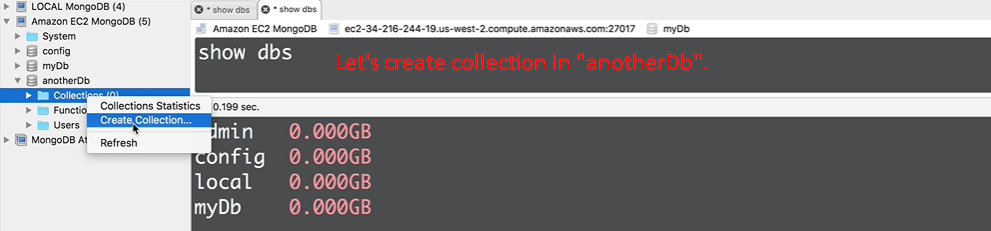 LOCAL MongoDB (4)
Amazon EC2 MongoDB (5)
System
config
myDb
anotherDb
Collections (0)
Functio
Users
MongoDB At
Collections Statistics
Create Collection...
Refresh
* show dbs
* show dbs
Amazon EC2 MongoDB
ec2-34-216-244-19.us-west-2.compute.amazonaws.com:27017
myDb
show dbs
Let's create collection in "anotherDb".
0.199 sec.
dmin 0.000GB
config 0.000GB
local 0.000GB
myDb 0.000GB